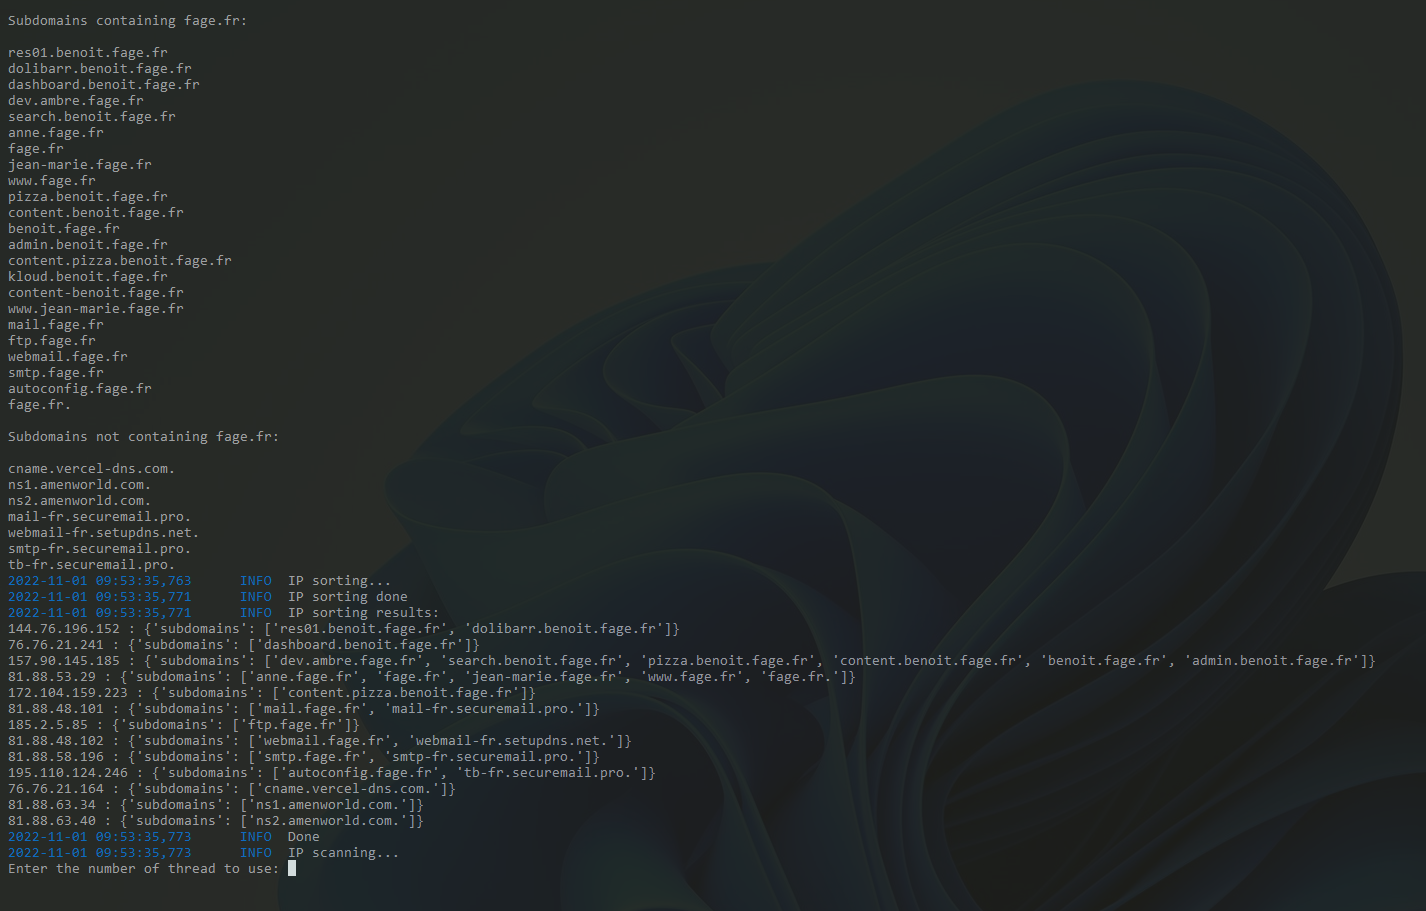 Subdomains containing fage.fr:
res01.benoit.fage.fr
dolibarr.benoit.fage.fr
dashboard.benoit.fage.fr
dev.ambre.fage.fr
search.benoit.fage.fr
anne.fage.fr
fage.fr
jean-marie.fage.fr
www.fage.fr
pizza.benoit.fage.fr
content.benoit.fage.fr
benoit.fage.fr
admin.benoit.fage.fr
content.pizza.benoit.fage.fr
kloud.benoit.fage.fr
content-benoit.fage.fr
www.jean-marie.fage.fr
mail.fage.fr
ftp.fage.fr
webmail.fage.fr
smtp.fage.fr
autoconfig.fage.fr
fage.fr.
Subdomains not containing fage.fr:
cname.vercel-dns.com.
ns1.amenworld.com.
ns2.amenworld.com.
mail-fr.securemail.pro.
webmail-fr.setupdns.net.
smtp-fr.securemail.pro.
tb-fr.securemail.pro.
2022-11-01 09:53:35,763 INFO IP sorting...
2022-11-01 09:53:35,771 INFO IP sorting done
2022-11-01 09:53:35,771 INFO IP sorting results:
144.76.196.152 : {'subdomains': ['res01.benoit.fage.fr', 'dolibarr.benoit.fage.fr']}
76.76.21.241 : {'subdomains': ['dashboard.benoit.fage.fr']}
157.90.145.185 : {'subdomains': ['dev.ambre.fage.fr', 'search.benoit.fage.fr', 'pizza.benoit.fage.fr', 'content.benoit.fage.fr', 'benoit.fage.fr', 'admin.benoit.fage.fr']}
81.88.53.29 : {'subdomains': ['anne.fage.fr', 'fage.fr', 'jean-marie.fage.fr', 'www.fage.fr', 'fage.fr.']}
172.104.159.223 : {'subdomains': ['content.pizza.benoit.fage.fr']}
81.88.48.101 : {'subdomains': ['mail.fage.fr', 'mail-fr.securemail.pro.']}
185.2.5.85 : {'subdomains': ['ftp.fage.fr']}
81.88.48.102 : {'subdomains': ['webmail.fage.fr', 'webmail-fr.setupdns.net.']}
81.88.58.196 : {'subdomains': ['smtp.fage.fr', 'smtp-fr.securemail.pro.']}
195.110.124.246 : {'subdomains': ['autoconfig.fage.fr', 'tb-fr.securemail.pro.']}
76.76.21.164 : {'subdomains': ['cname.vercel-dns.com.']}
81.88.63.34 : {'subdomains': ['ns1.amenworld.com.']}
81.88.63.40 : {'subdomains': ['ns2.amenworld.com.']}
2022-11-01 09:53:35,773 INFO Done
2022-11-01 09:53:35,773 INFO IP scanning...
Enter the number of thread to use: